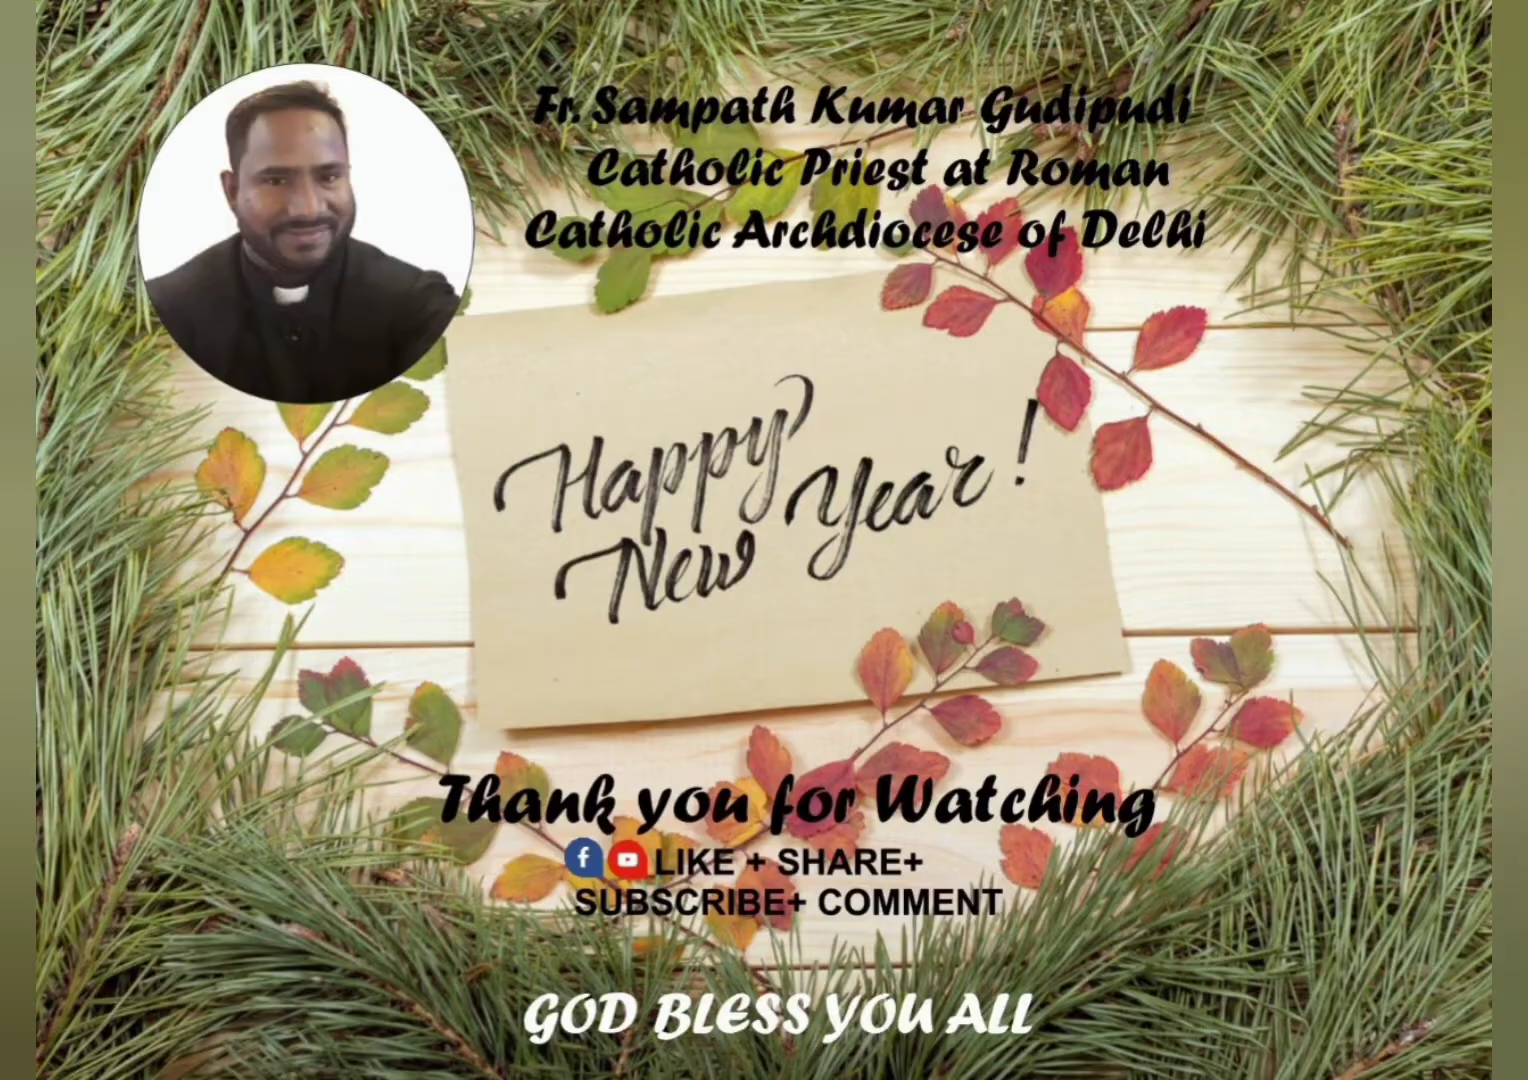 Fr. Sampath Kumar Gudipudi
Catholic Priest at Roman
Catholic Archdiocese of Delhi
Happy
New Year!
Thank you for Watching
LIKE + SHARE+
SUBSCRIBE+ COMMENT
GOD BLESS YOU ALL